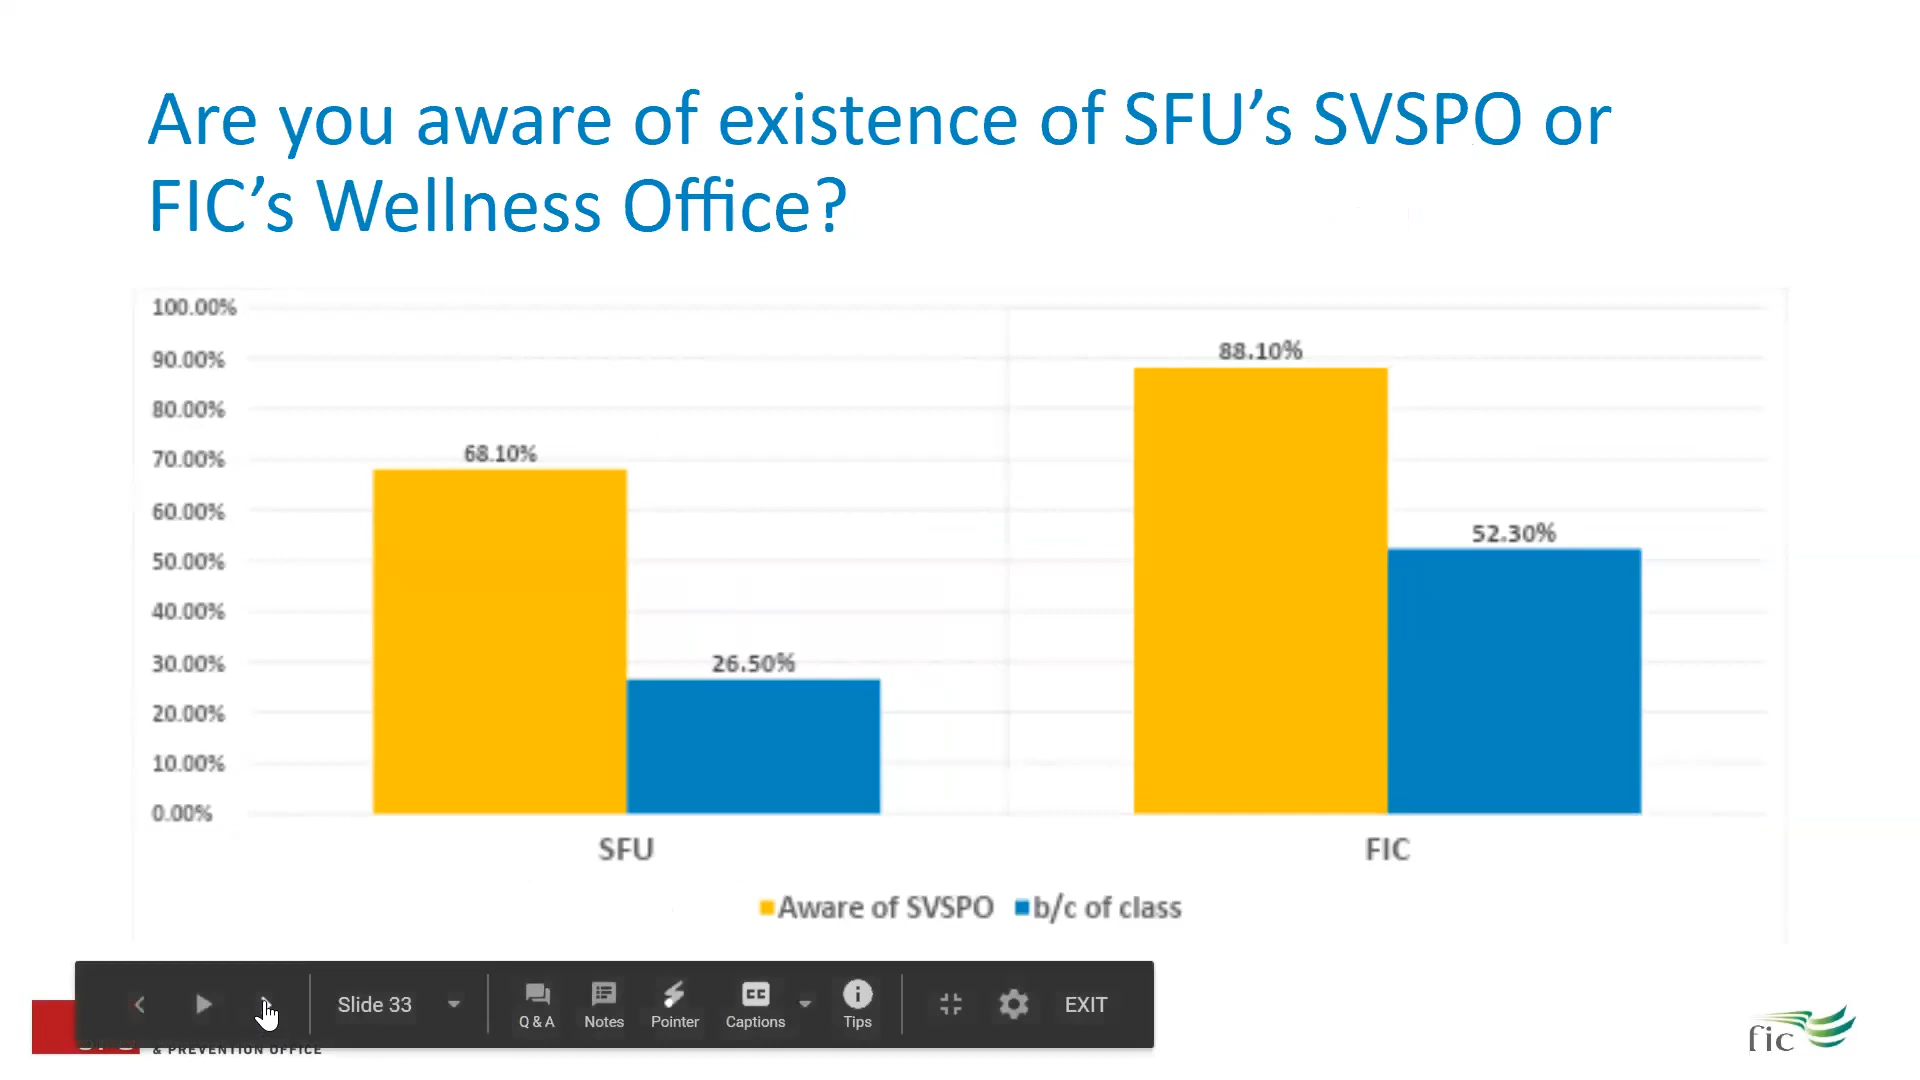 Are you aware of existence of SFU's SVSPO or
FIC's Wellness Office?
100.00%
90.00%
80.00%
70.00%
60.00%
50.00%
40.00%
30.00%
20.00%
10.00%
0.00%
68.10%
26.50%
88.10%
52.30%
SFU
FIC
Aware of SVSPO
b/c of class
Slide 33
Q & A
Notes
Pointer
CC
Captions
Tips
EXIT
& PREVENTION OFFICE
fic